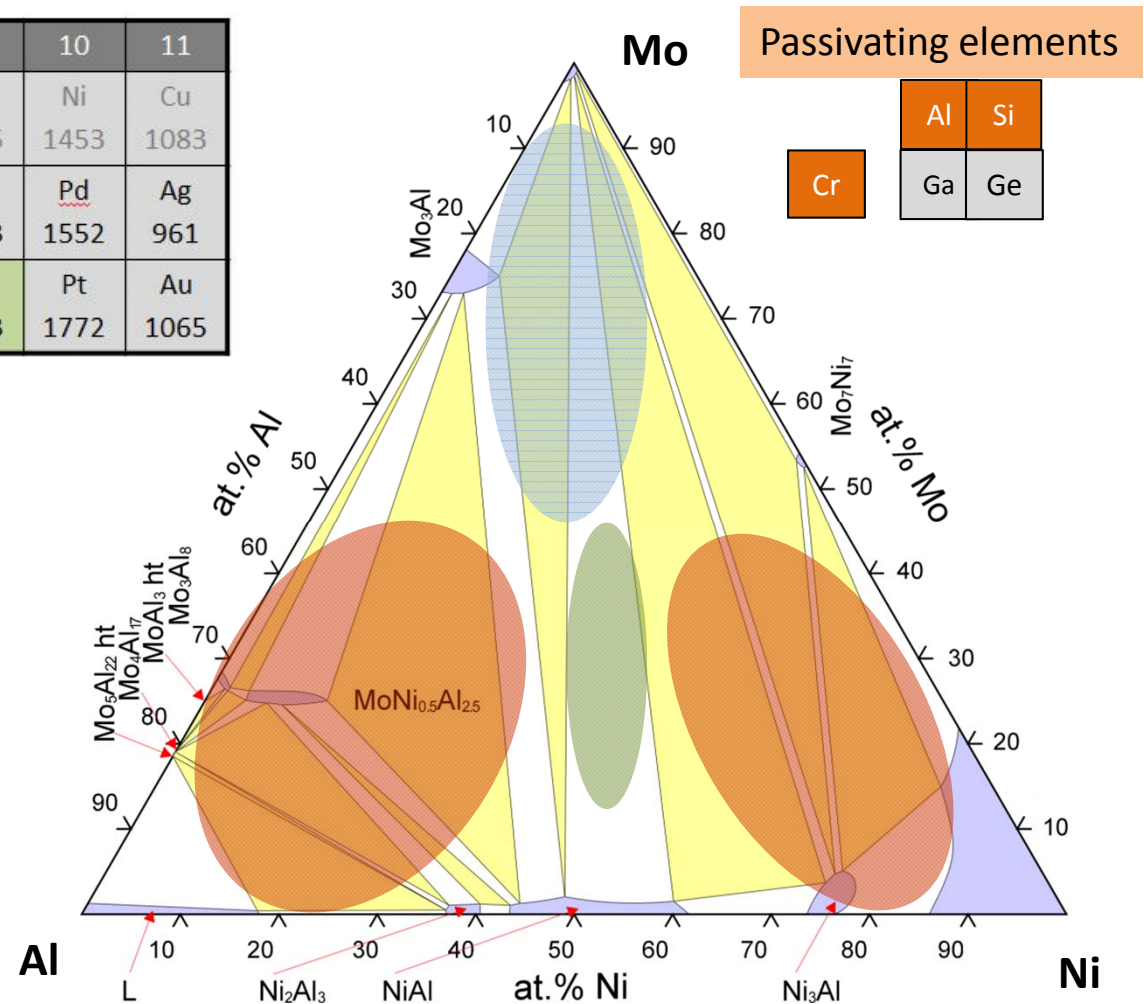 10 11
Ni Cu
1453 1083
Pd Ag
1552 961
Pt Au
1772 1065
Mo
Passivating elements
Al Si
Cr Ga Ge
10
20
30
40
50
60
70
80
90
at.% Al
Mo₃Al
Mo₅Al₂₂ ht
Mo₄Al₁₇
MoAl₃ ht
Mo₃Al₈
90
80
70
60
50
40
30
20
10
at.% Mo
Mo₇Ni₇
MoNi₀.₅Al₂.₅
10 20 30 40 50 60 70 80 90
Al
Ni
L Ni₂Al₃ NiAl at.% Ni Ni₃Al